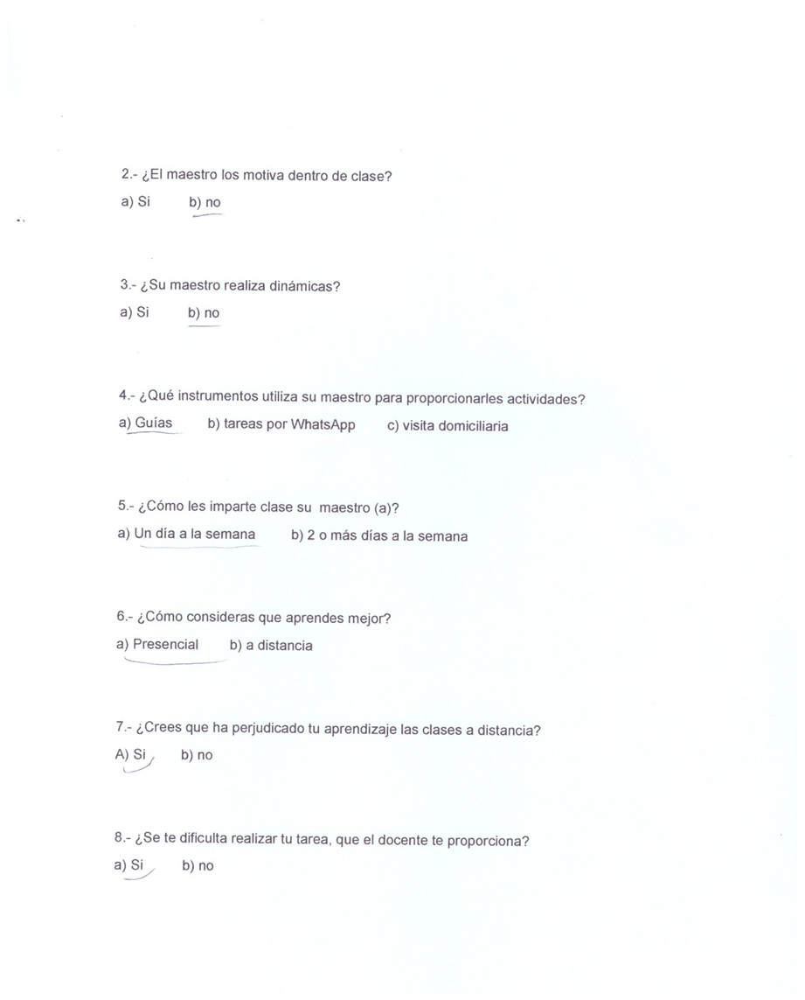 2.- ¿El maestro los motiva dentro de clase?
a) Si b) no
3.- ¿Su maestro realiza dinámicas?
a) Si b) no
4.- ¿Qué instrumentos utiliza su maestro para proporcionarles actividades?
a) Guías b) tareas por WhatsApp c) visita domiciliaria
5.- ¿Cómo les imparte clase su maestro (a)?
a) Un día a la semana b) 2 o más días a la semana
6.- ¿Cómo consideras que aprendes mejor?
a) Presencial b) a distancia
7.- ¿Crees que ha perjudicado tu aprendizaje las clases a distancia?
A) Si b) no
8.- ¿Se te dificulta realizar tu tarea, que el docente te proporciona?
a) Si b) no